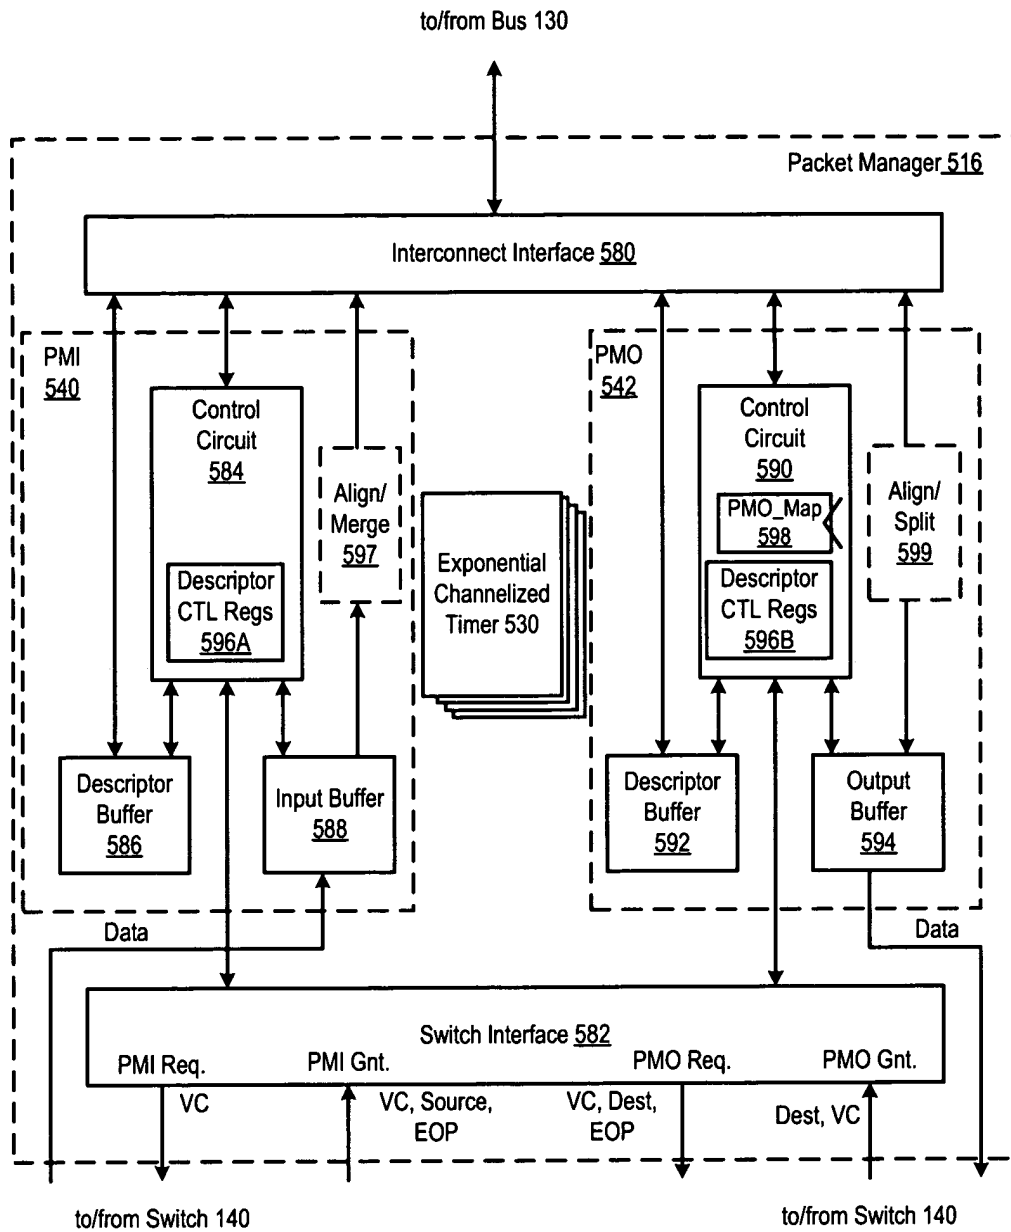 to/from Bus 130
Packet Manager 516
Interconnect Interface 580
PMI
540
Control
Circuit
584
Descriptor
CTL Regs
596A
Align/
Merge
597
Descriptor
Buffer
586
Input Buffer
588
Exponential
Channelized
Timer 530
PMO
542
Control
Circuit
590
PMO_Map
598
Descriptor
CTL Regs
596B
Align/
Split
599
Descriptor
Buffer
592
Output
Buffer
594
Data
Data
Switch Interface 582
PMI Req.
PMI Gnt.
PMO Req.
PMO Gnt.
VC
VC, Source,
EOP
VC, Dest,
EOP
Dest, VC
to/from Switch 140
to/from Switch 140